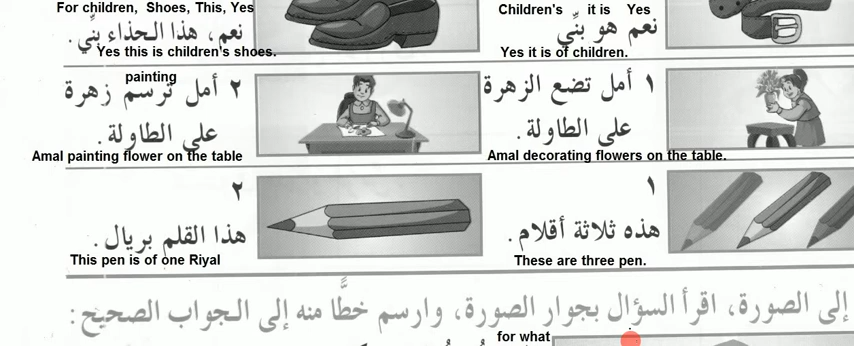 Children's it is Yes
نعم هو بنِّي
Yes it is of children.
For children, Shoes, This, Yes
نعم، هذا الحذاء بنِّي.
Yes this is children's shoes.
١ أمل تضع الزهرة
على الطاولة.
Amal decorating flowers on the table.
painting
٢ أمل ترسم زهرة
على الطاولة.
Amal painting flower on the table
١
هذه ثلاثة أقلام.
These are three pen.
٢
هذا القلم بريال.
This pen is of one Riyal
إلى الصورة، اقرأ السؤال بجوار الصورة، وارسم خطًّا منه إلى الجواب الصحيح:
for what